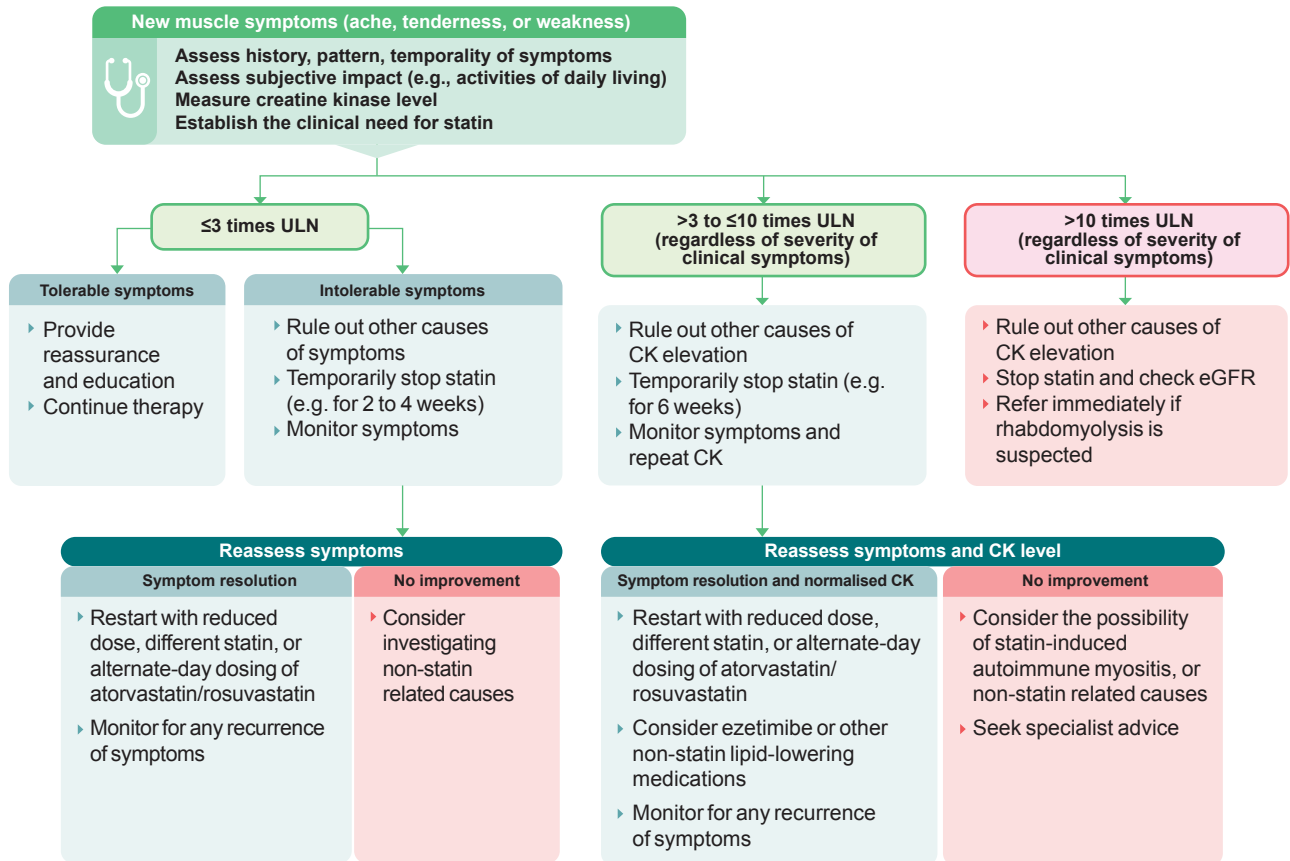 New muscle symptoms (ache, tenderness, or weakness)
Assess history, pattern, temporality of symptoms
Assess subjective impact (e.g., activities of daily living)
Measure creatine kinase level
Establish the clinical need for statin
≤3 times ULN
>3 to ≤10 times ULN
(regardless of severity of
clinical symptoms)
>10 times ULN
(regardless of severity of
clinical symptoms)
Tolerable symptoms
Provide
reassurance
and education
Continue therapy
Intolerable symptoms
Rule out other causes
of symptoms
Temporarily stop statin
(e.g. for 2 to 4 weeks)
Monitor symptoms
Rule out other causes of
CK elevation
Temporarily stop statin (e.g.
for 6 weeks)
Monitor symptoms and
repeat CK
Rule out other causes of
CK elevation
Stop statin and check eGFR
Refer immediately if
rhabdomyolysis is
suspected
Reassess symptoms
Symptom resolution
Restart with reduced
dose, different statin, or
alternate-day dosing of
atorvastatin/rosuvastatin
Monitor for any recurrence
of symptoms
No improvement
Consider
investigating
non-statin
related causes
Reassess symptoms and CK level
Symptom resolution and normalised CK
Restart with reduced dose,
different statin, or alternate-day
dosing of atorvastatin/
rosuvastatin
Consider ezetimibe or other
non-statin lipid-lowering
medications
Monitor for any recurrence
of symptoms
No improvement
Consider the possibility
of statin-induced
autoimmune myositis, or
non-statin related causes
Seek specialist advice